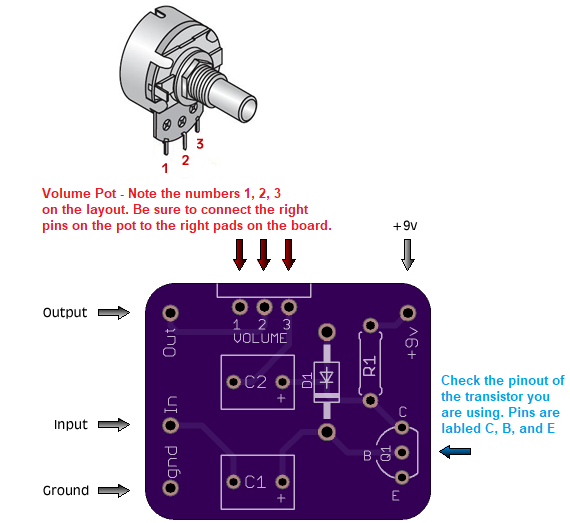 1
2
3
Volume Pot - Note the numbers 1, 2, 3
on the layout. Be sure to connect the right
pins on the pot to the right pads on the board.
+9v
Output
Out
1 2 3
VOLUME
+9v
C2
+
D1
R1
Check the pinout of
the transistor you
are using. Pins are
labled C, B, and E
Input
In
C
B
Q1
E
Ground
gnd
C1
+